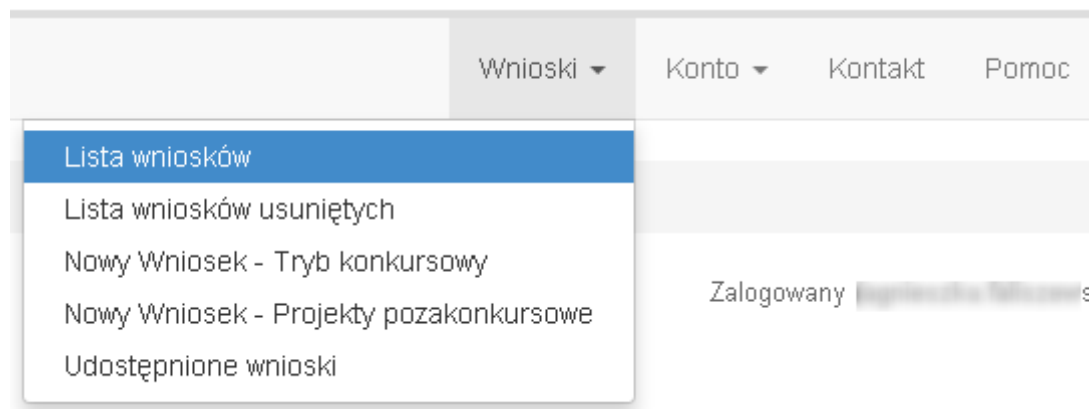 Wnioski Konto Kontakt Pomoc
Lista wniosków
Lista wniosków usuniętych
Nowy Wniosek - Tryb konkursowy
Nowy Wniosek - Projekty pozakonkursowe
Zalogowany
Udostępnione wnioski